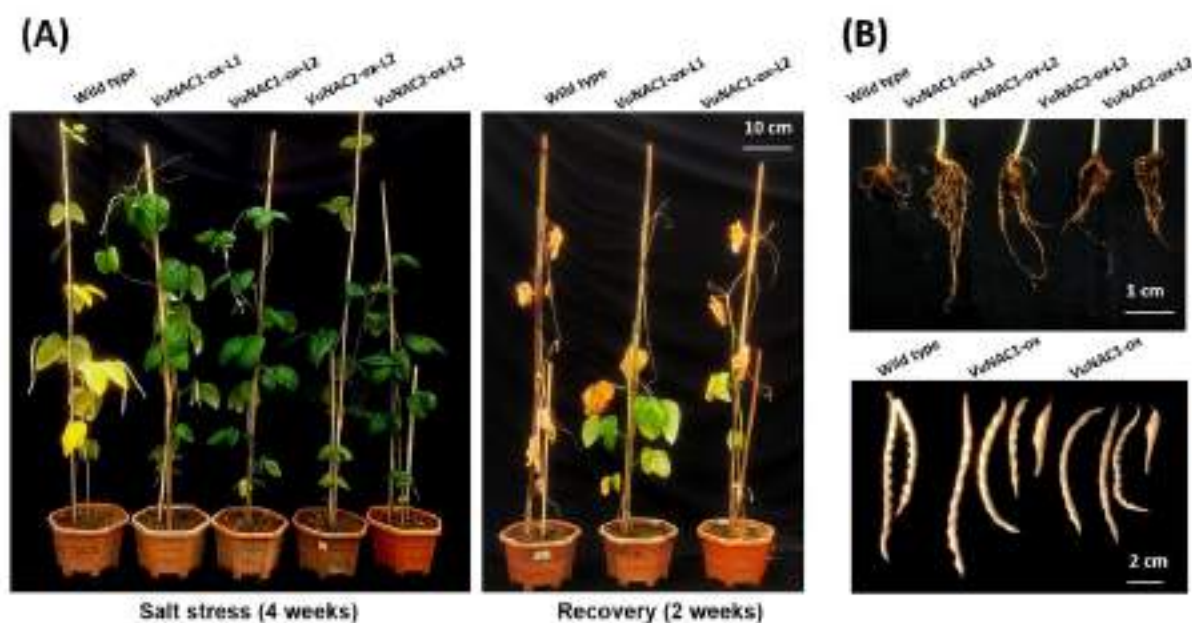 (A)
Wild type
VuNAC1-ox-L1
VuNAC1-ox-L2
VuNAC2-ox-L2
VuNAC2-ox-L2
Wild type
VuNAC1-ox-L1
VuNAC1-ox-L2
10 cm
Salt stress (4 weeks)
Recovery (2 weeks)
(B)
Wild type
VuNAC1-ox-L1
VuNAC1-ox-L2
VuNAC2-ox-L2
VuNAC2-ox-L2
1 cm
Wild type
VuNAC1-ox
VuNAC1-ox
2 cm